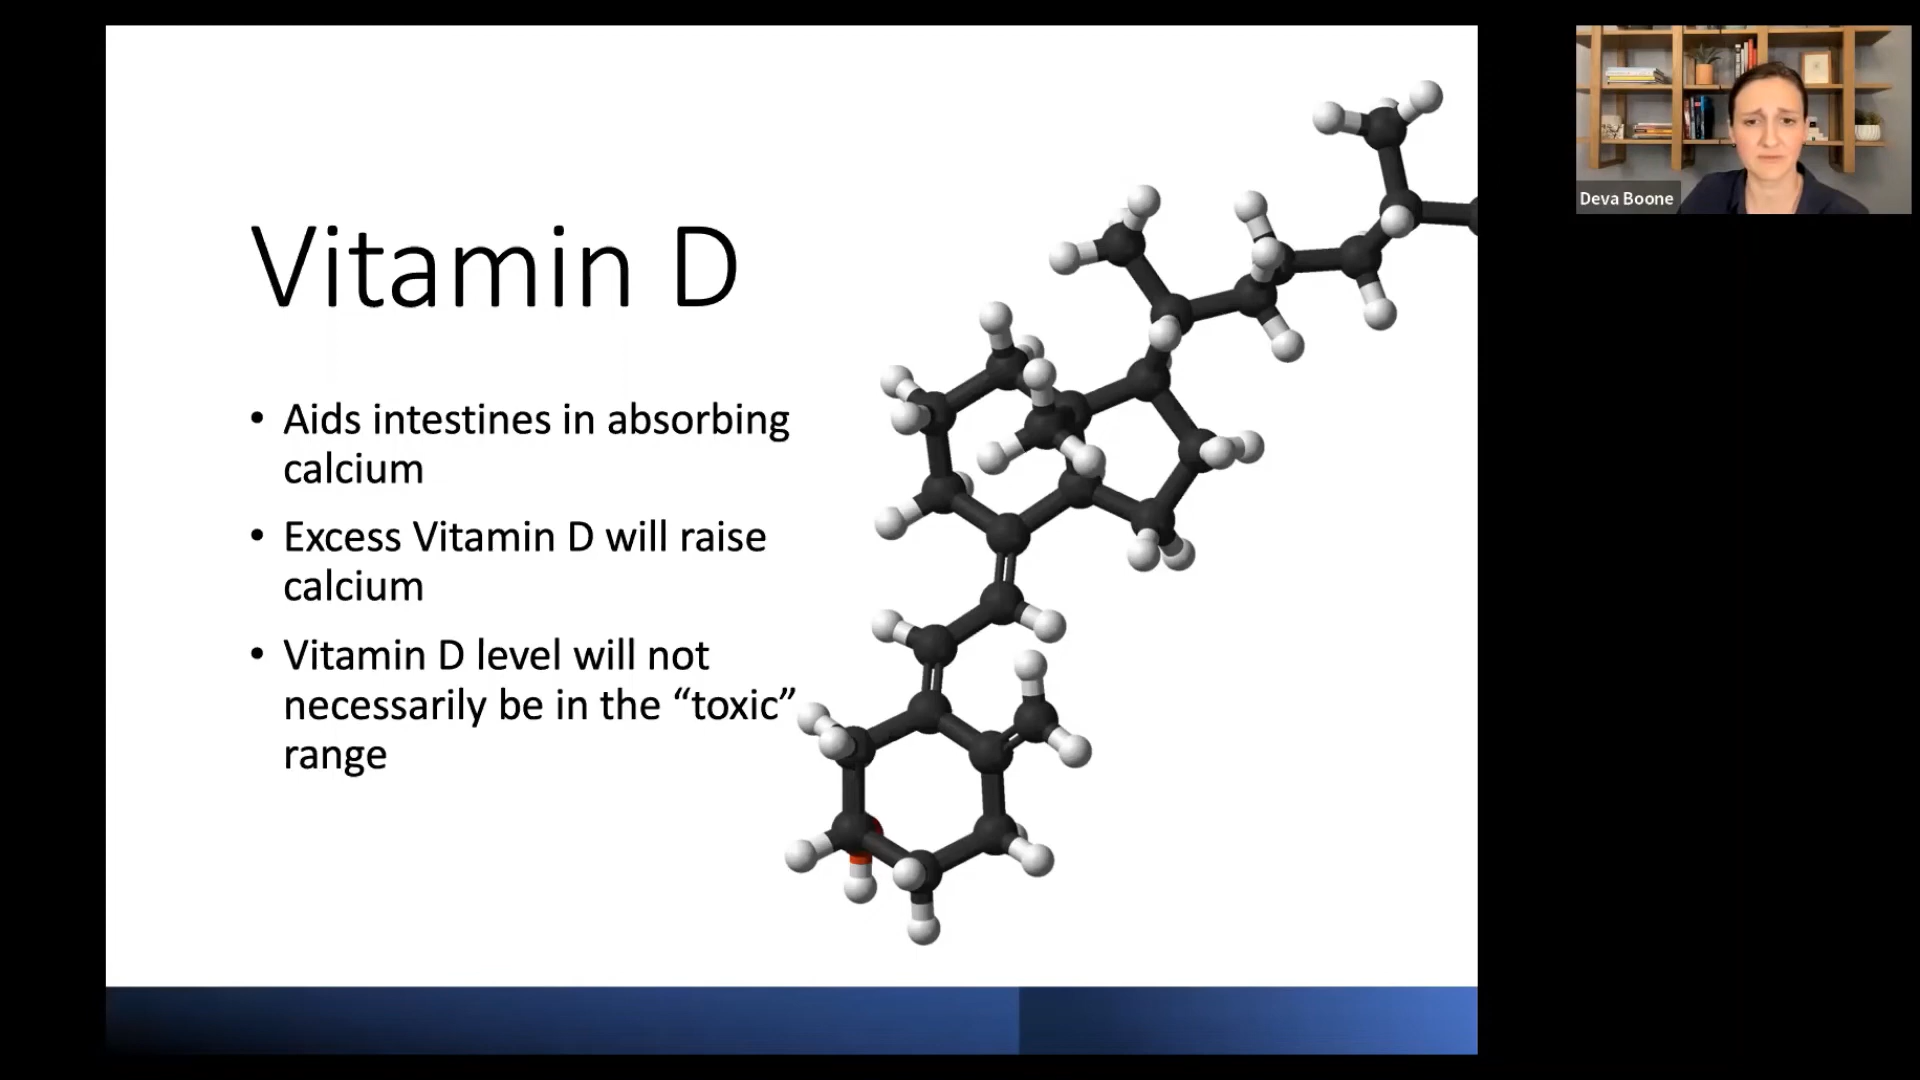 Vitamin D
• Aids intestines in absorbing
calcium
• Excess Vitamin D will raise
calcium
• Vitamin D level will not
necessarily be in the “toxic”
range
Deva Boone